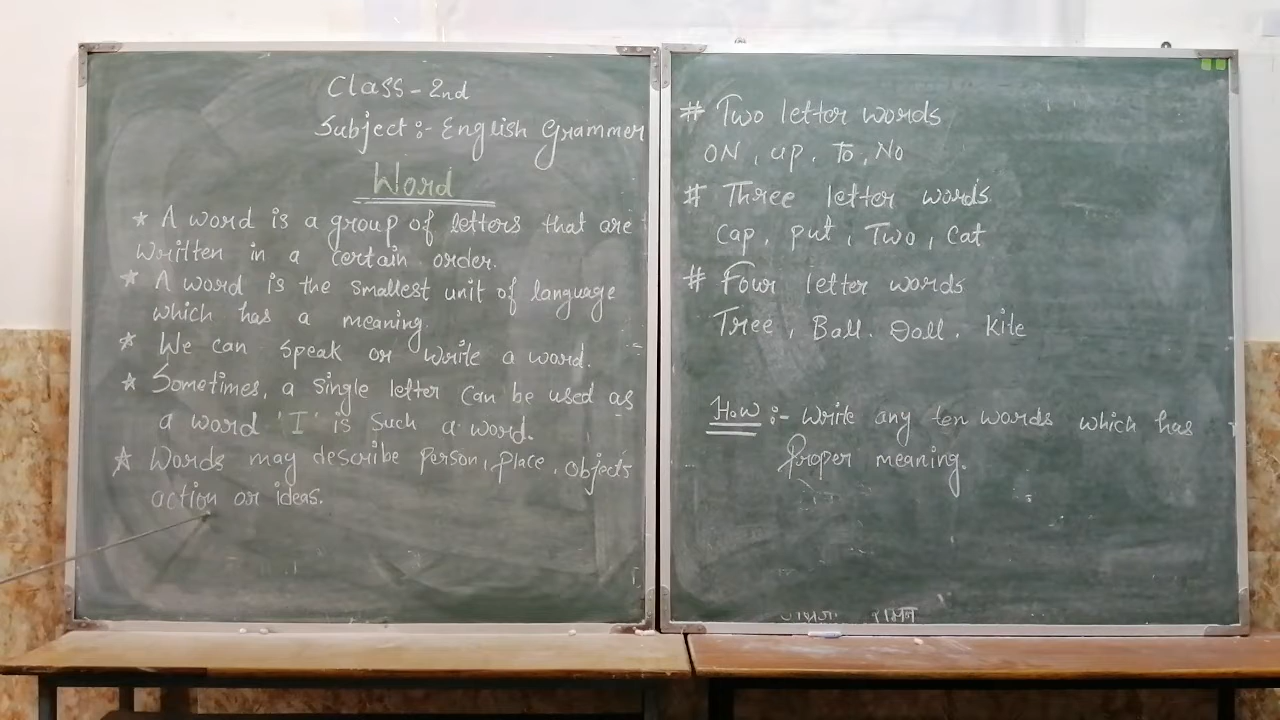 Class - 2nd
Subject :- English Grammer
Word
* A word is a group of letters that are
written in a certain order.
* A word is the smallest unit of language
which has a meaning.
* We can speak or write a word.
* Sometimes, a single letter can be used as
a word 'I' is such a word.
* Words may describe person, place, objects
action or ideas.
# Two letter words
ON, up, To, No
# Three letter words
Cap, put, Two, Cat
# Four letter words
Tree, Ball. Doll. Kite
H.w :- Write any ten words which has
proper meaning.